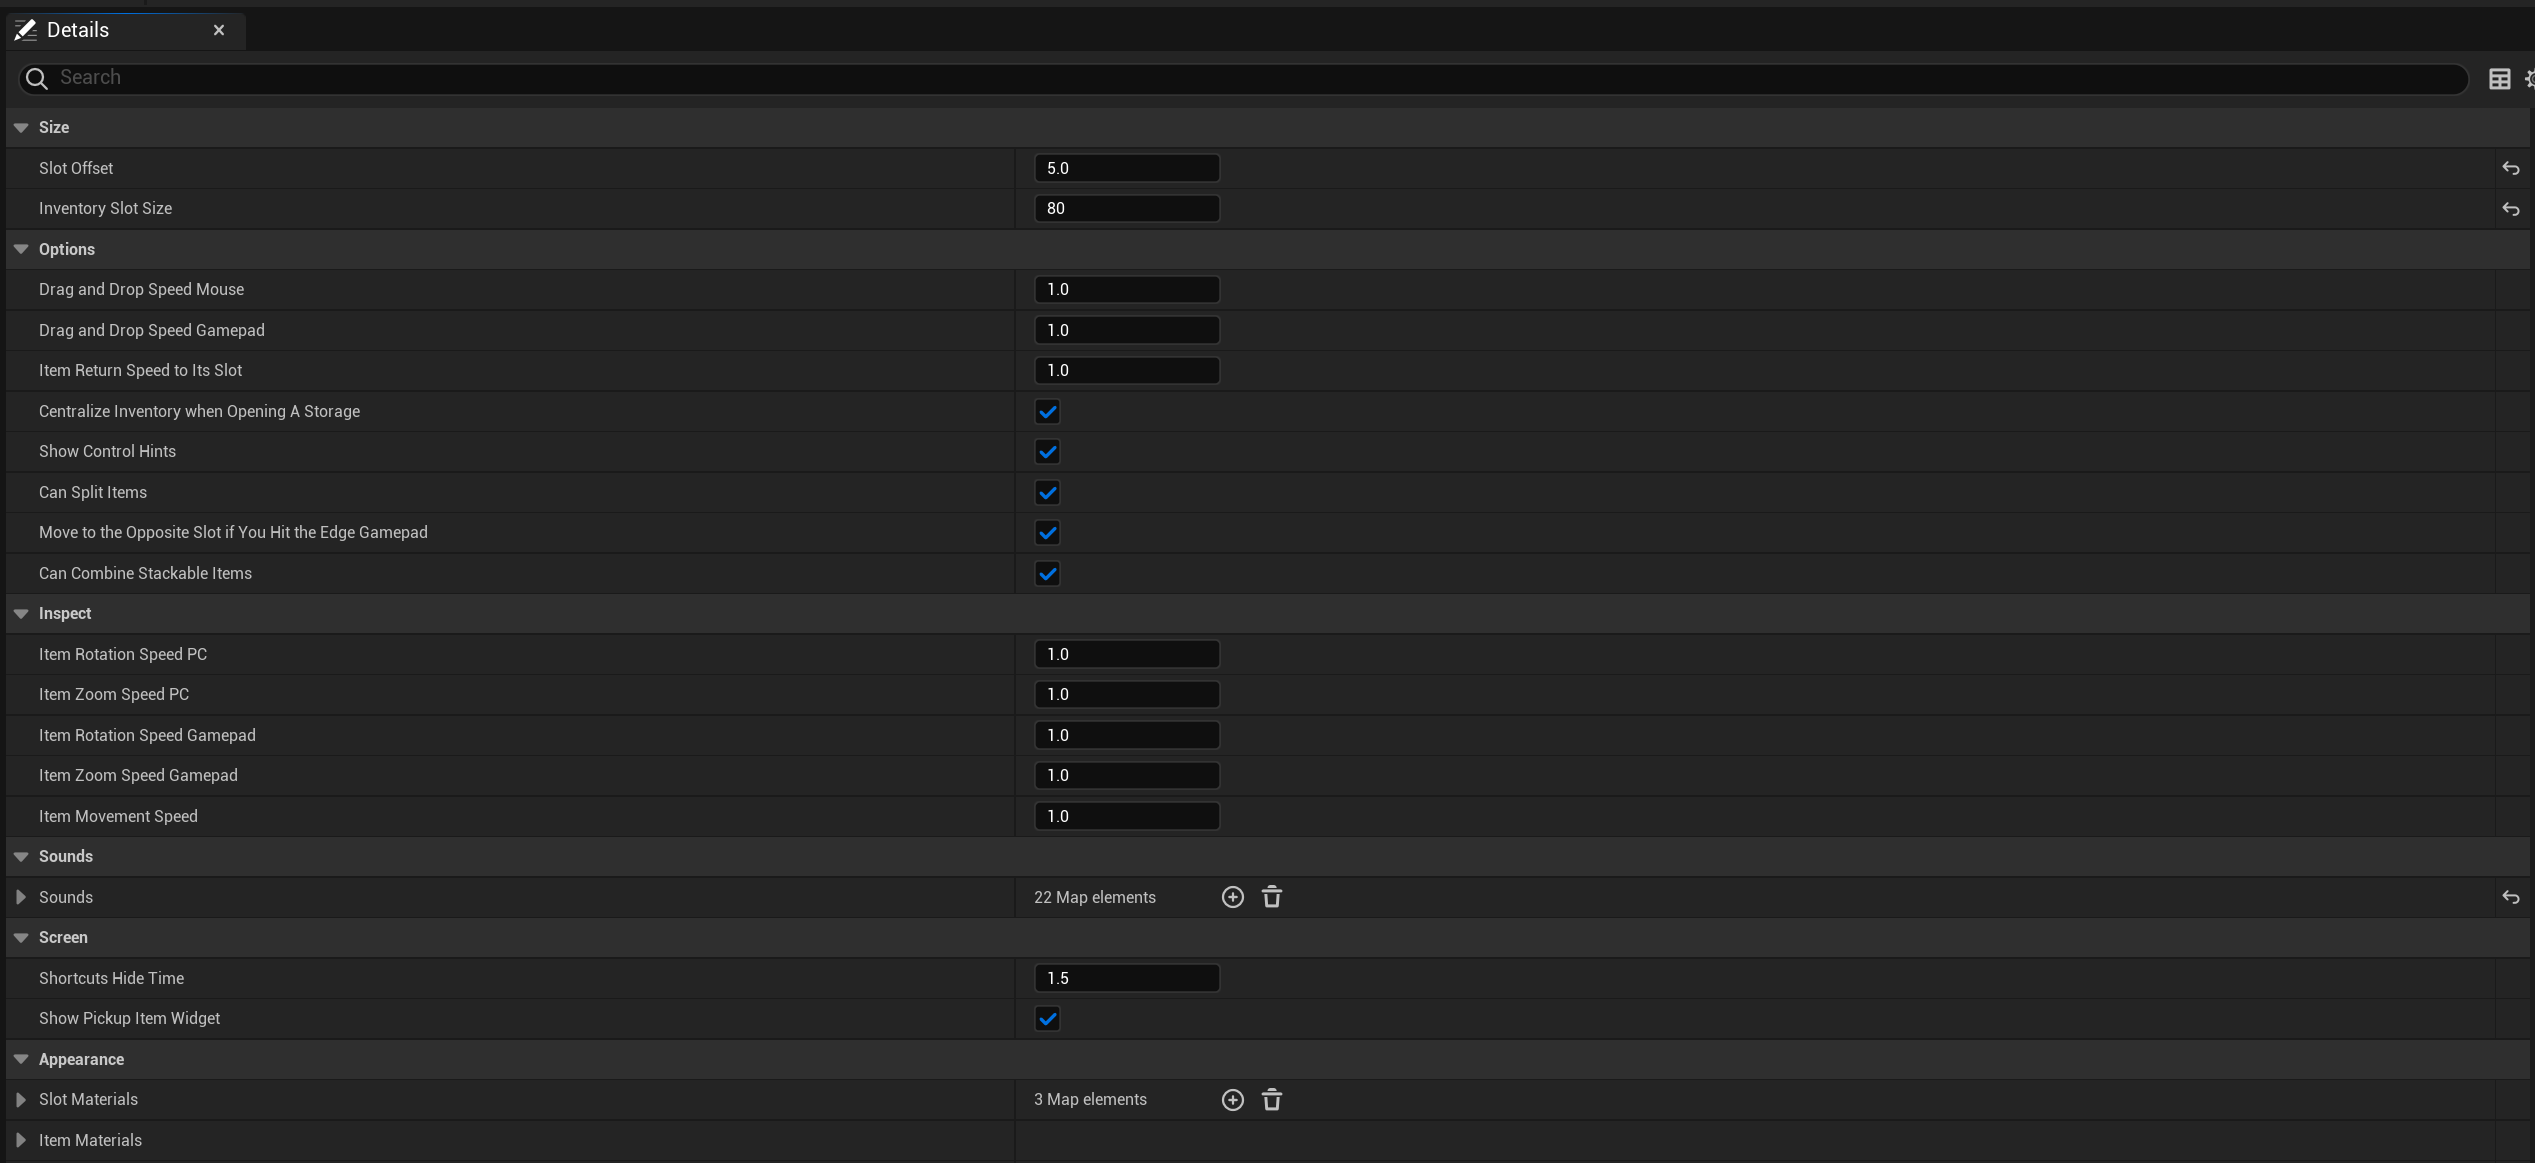 Details
Search
Size
Slot Offset 5.0
Inventory Slot Size 80
Options
Drag and Drop Speed Mouse 1.0
Drag and Drop Speed Gamepad 1.0
Item Return Speed to Its Slot 1.0
Centralize Inventory when Opening A Storage
Show Control Hints
Can Split Items
Move to the Opposite Slot if You Hit the Edge Gamepad
Can Combine Stackable Items
Inspect
Item Rotation Speed PC 1.0
Item Zoom Speed PC 1.0
Item Rotation Speed Gamepad 1.0
Item Zoom Speed Gamepad 1.0
Item Movement Speed 1.0
Sounds
Sounds 22 Map elements
Screen
Shortcuts Hide Time 1.5
Show Pickup Item Widget
Appearance
Slot Materials 3 Map elements
Item Materials